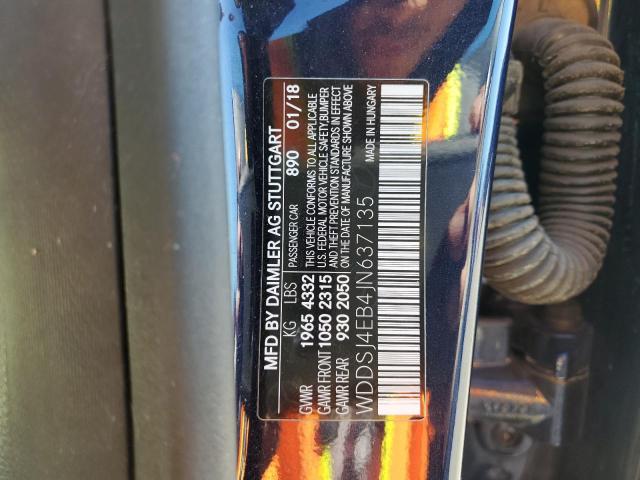 MFD BY DAIMLER AG STUTTGART
KG LBS PASSENGER CAR 890 01/18
GVWR 1965 4332 THIS VEHICLE CONFORMS TO ALL APPLICABLE
GAWR FRONT 1050 2315 U.S. FEDERAL MOTOR VEHICLE SAFETY, BUMPER
AND THEFT PREVENTION STANDARDS IN EFFECT
GAWR REAR 930 2050 ON THE DATE OF MANUFACTURE SHOWN ABOVE
WDDSJ4EB4JN637135 MADE IN HUNGARY